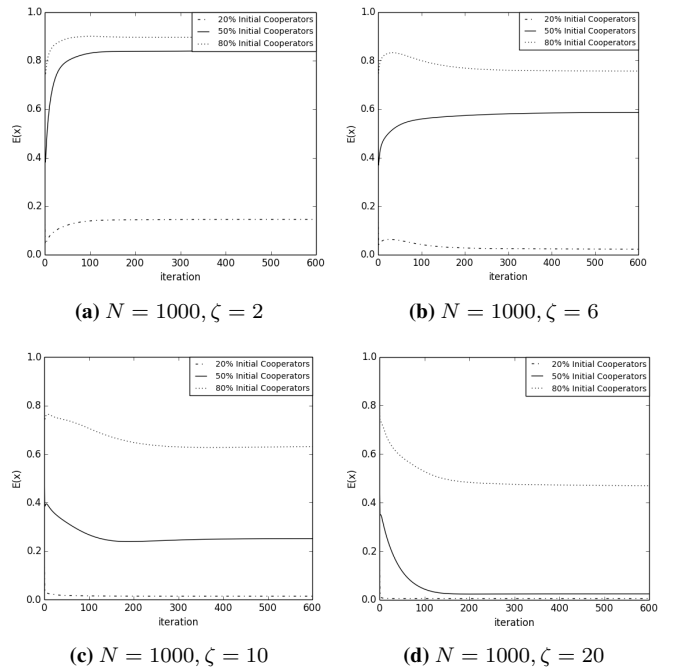 20% Initial Cooperators
50% Initial Cooperators
80% Initial Cooperators
1.0
0.8
0.6
0.4
0.2
0.0
E(x)
0 100 200 300 400 500 600
iteration
(a) N = 1000, ζ = 2
20% Initial Cooperators
50% Initial Cooperators
80% Initial Cooperators
1.0
0.8
0.6
0.4
0.2
0.0
E(x)
0 100 200 300 400 500 600
iteration
(b) N = 1000, ζ = 6
20% Initial Cooperators
50% Initial Cooperators
80% Initial Cooperators
1.0
0.8
0.6
0.4
0.2
0.0
E(x)
0 100 200 300 400 500 600
iteration
(c) N = 1000, ζ = 10
20% Initial Cooperators
50% Initial Cooperators
80% Initial Cooperators
1.0
0.8
0.6
0.4
0.2
0.0
E(x)
0 100 200 300 400 500 600
iteration
(d) N = 1000, ζ = 20